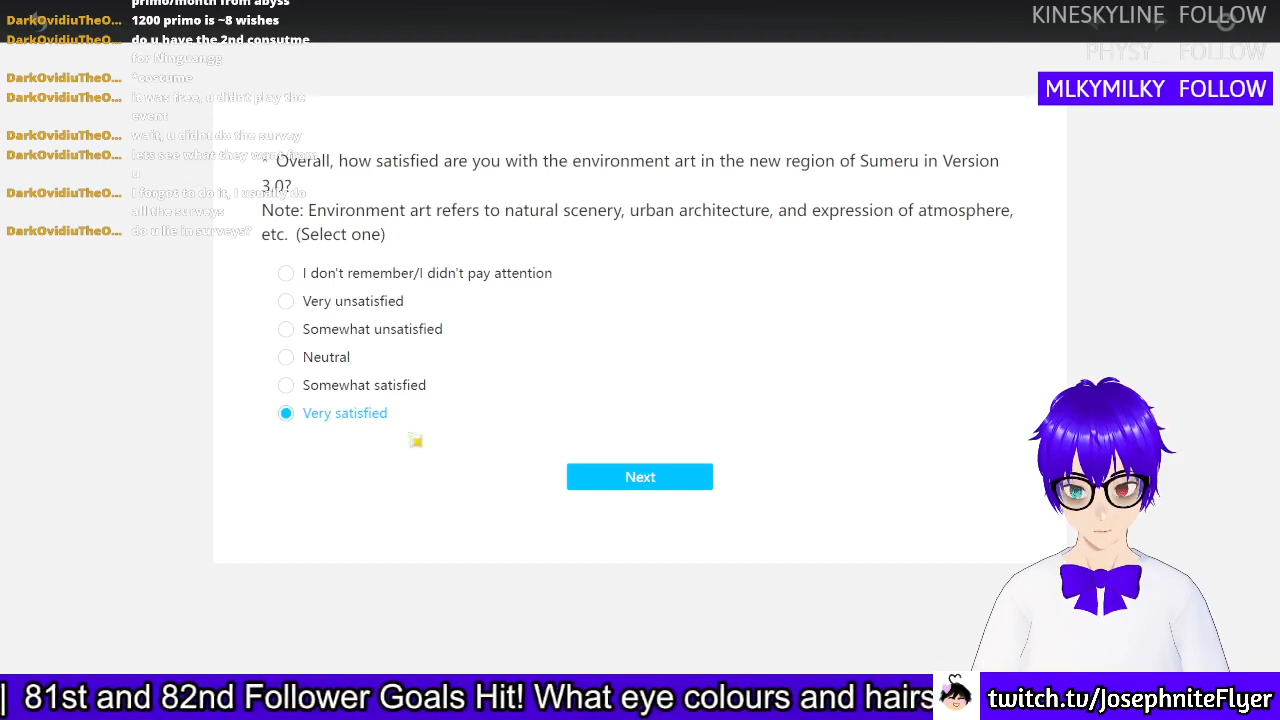 primo/month from abyss
DarkOvidiuTheO... 1200 primo is ~8 wishes
DarkOvidiuTheO... do u have the 2nd consutme
for Ninguangg
DarkOvidiuTheO... *costume
DarkOvidiuTheO... it was free, u didnt play the
event
DarkOvidiuTheO... wait, u didnt do the survey
DarkOvidiuTheO... lets see what they want from
u
DarkOvidiuTheO... I forgot to do it, I usually do
all the surveys
DarkOvidiuTheO... do u lie in surveys?
KINESKYLINE FOLLOW
PHYSY_ FOLLOW
MLKYMILKY FOLLOW
* Overall, how satisfied are you with the environment art in the new region of Sumeru in Version
3.0?
Note: Environment art refers to natural scenery, urban architecture, and expression of atmosphere,
etc. (Select one)
I don't remember/I didn't pay attention
Very unsatisfied
Somewhat unsatisfied
Neutral
Somewhat satisfied
Very satisfied
Next
| 81st and 82nd Follower Goals Hit! What eye colours and hairs
twitch.tv/JosephniteFlyer